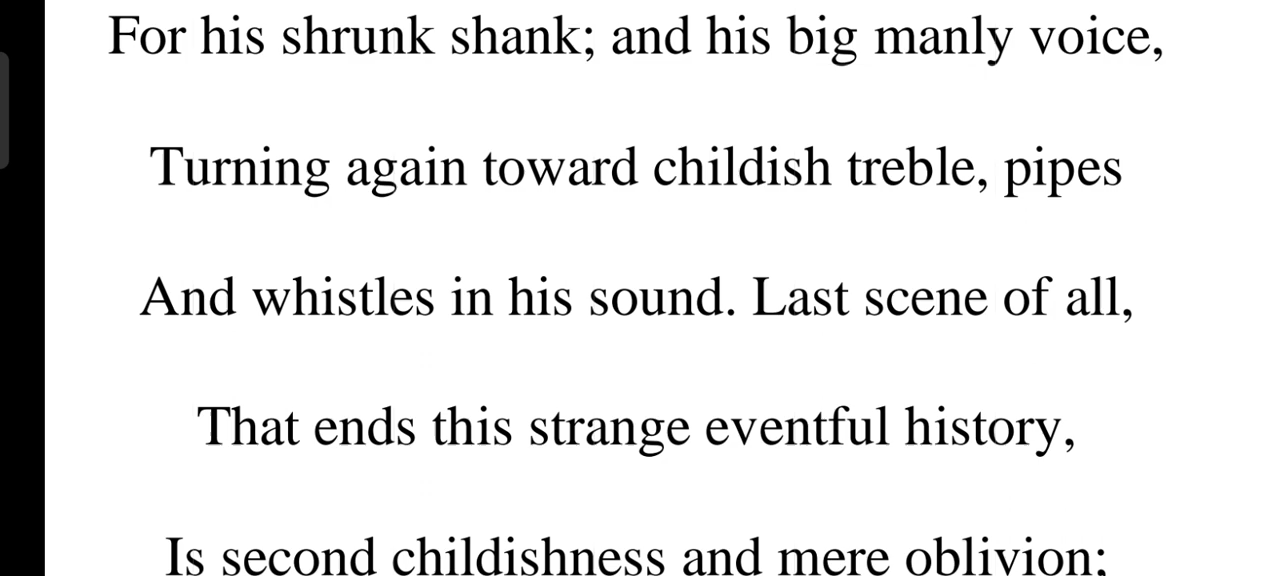 For his shrunk shank; and his big manly voice,
Turning again toward childish treble, pipes
And whistles in his sound. Last scene of all,
That ends this strange eventful history,
Is second childishness and mere oblivion;